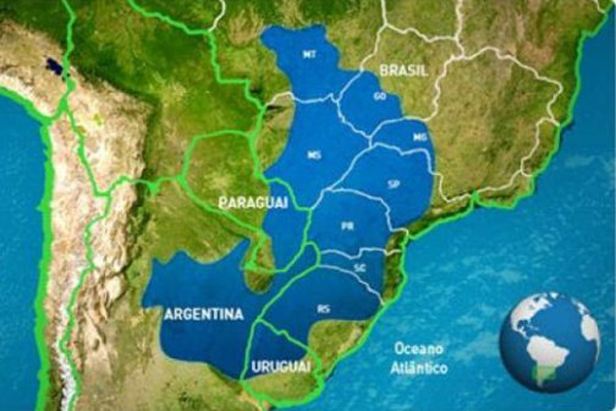 MT
BRASIL
GO
MG
MS
SP
PARAGUAI
PR
SC
ARGENTINA
RS
URUGUAI
Oceano
Atlântico